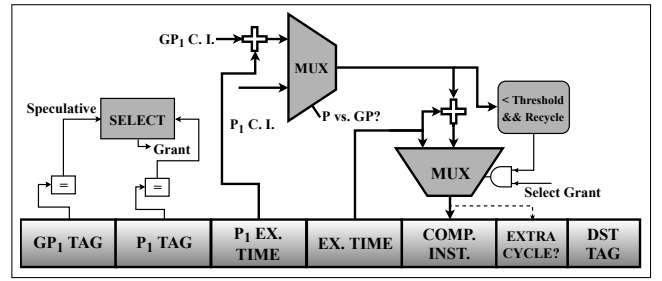 GP1 C. I.
MUX
Speculative
SELECT
Grant
P1 C. I.
P vs. GP?
< Threshold
&& Recycle
MUX
Select Grant
=
=
GP1 TAG
P1 TAG
P1 EX.
TIME
EX. TIME
COMP.
INST.
EXTRA
CYCLE?
DST
TAG